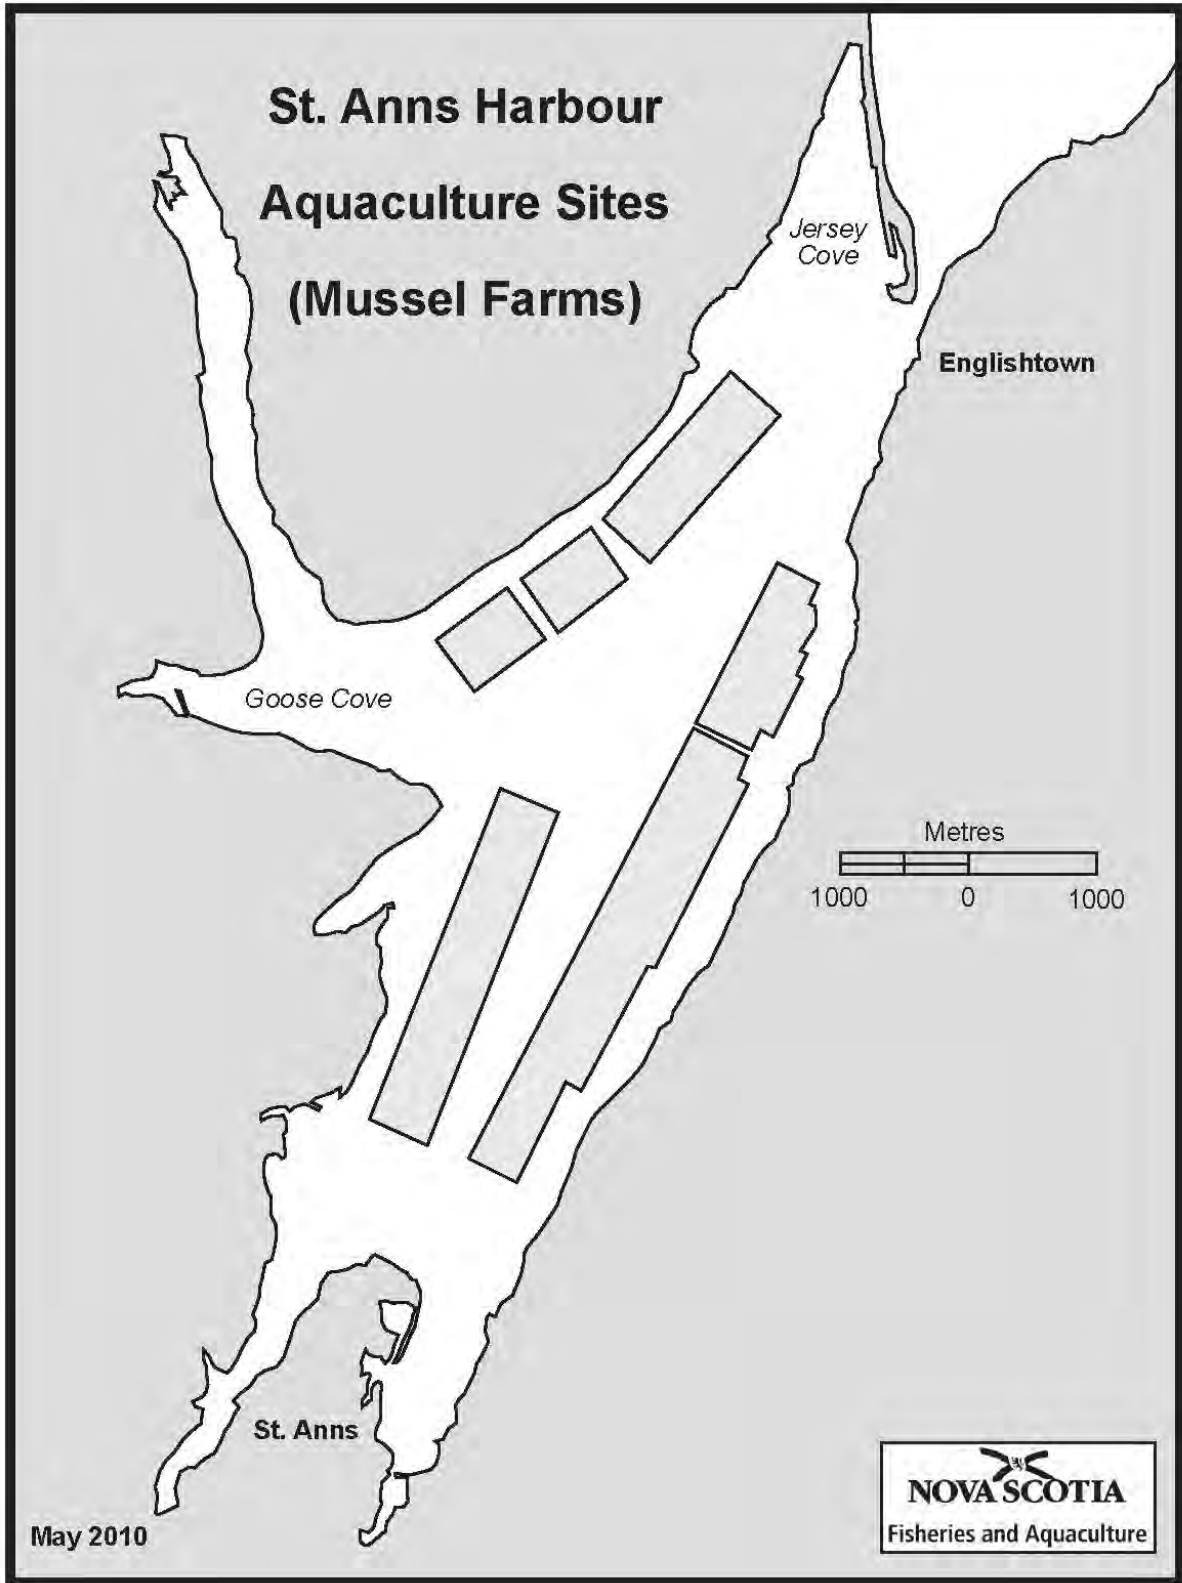 St. Anns Harbour
Aquaculture Sites
(Mussel Farms)
Jersey
Cove
Englishtown
Goose Cove
Metres
1000 0 1000
St. Anns
May 2010
NOVA SCOTIA
Fisheries and Aquaculture